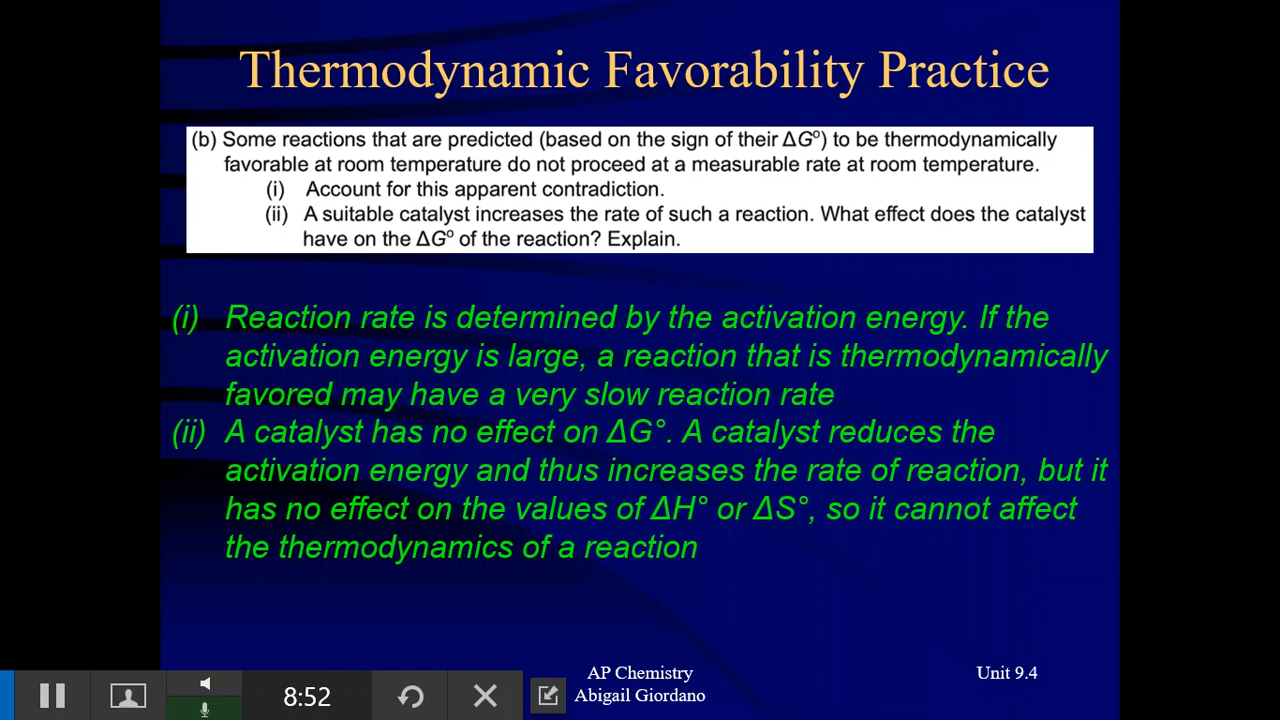 Thermodynamic Favorability Practice
(b) Some reactions that are predicted (based on the sign of their ΔG°) to be thermodynamically
favorable at room temperature do not proceed at a measurable rate at room temperature.
(i) Account for this apparent contradiction.
(ii) A suitable catalyst increases the rate of such a reaction. What effect does the catalyst
have on the ΔG° of the reaction? Explain.
(i) Reaction rate is determined by the activation energy. If the
activation energy is large, a reaction that is thermodynamically
favored may have a very slow reaction rate
(ii) A catalyst has no effect on ΔG°. A catalyst reduces the
activation energy and thus increases the rate of reaction, but it
has no effect on the values of ΔH° or ΔS°, so it cannot affect
the thermodynamics of a reaction
8:52
AP Chemistry
Abigail Giordano
Unit 9.4